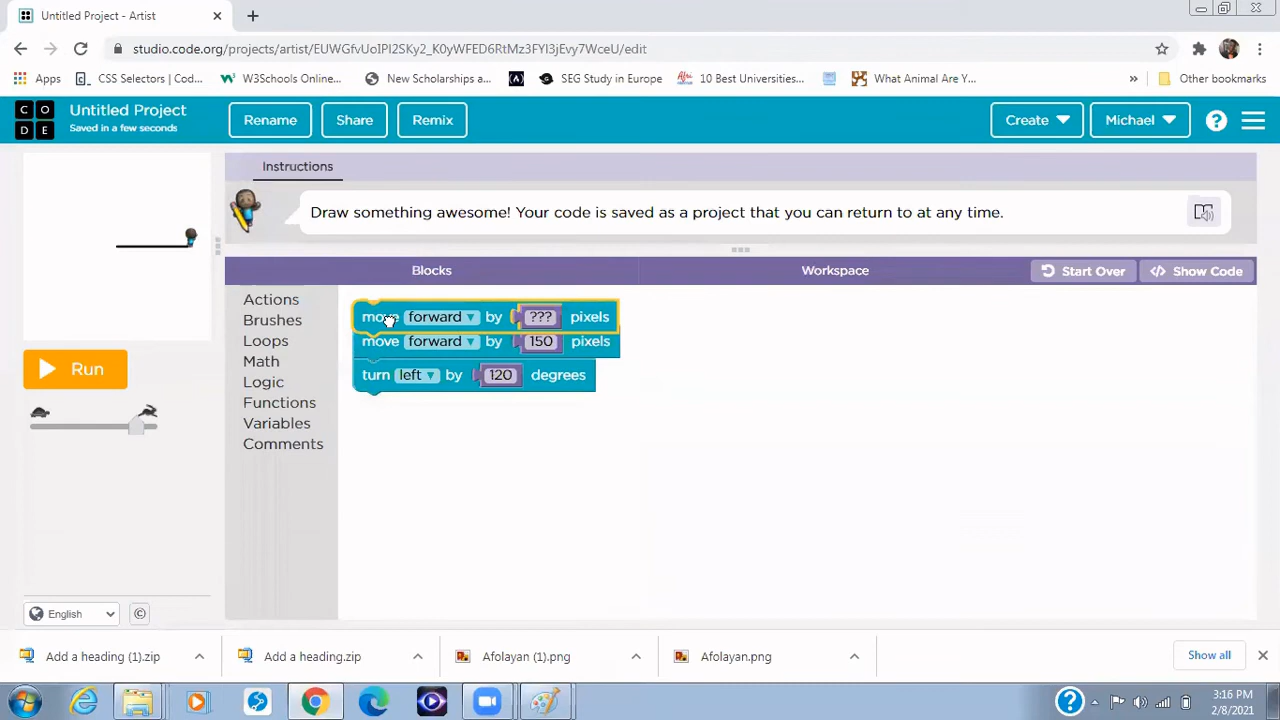 Untitled Project - Artist
studio.code.org/projects/artist/EUWGfvUoIPl2SKy2_K0yWFED6RtMz3FYl3jEvy7WceU/edit
Apps
CSS Selectors | Cod...
W3Schools Online...
New Scholarships a...
SEG Study in Europe
10 Best Universities...
What Animal Are Y...
»
Other bookmarks
C O D E
Untitled Project
Saved in a few seconds
Rename
Share
Remix
Create
Michael
?
Instructions
Draw something awesome! Your code is saved as a project that you can return to at any time.
Blocks
Workspace
Start Over
</> Show Code
Actions
Brushes
Loops
Math
Logic
Functions
Variables
Comments
move forward by ??? pixels
move forward by 150 pixels
turn left by 120 degrees
Run
English
©
Add a heading (1).zip
Add a heading.zip
Afolayan (1).png
Afolayan.png
Show all
3:16 PM
2/8/2021